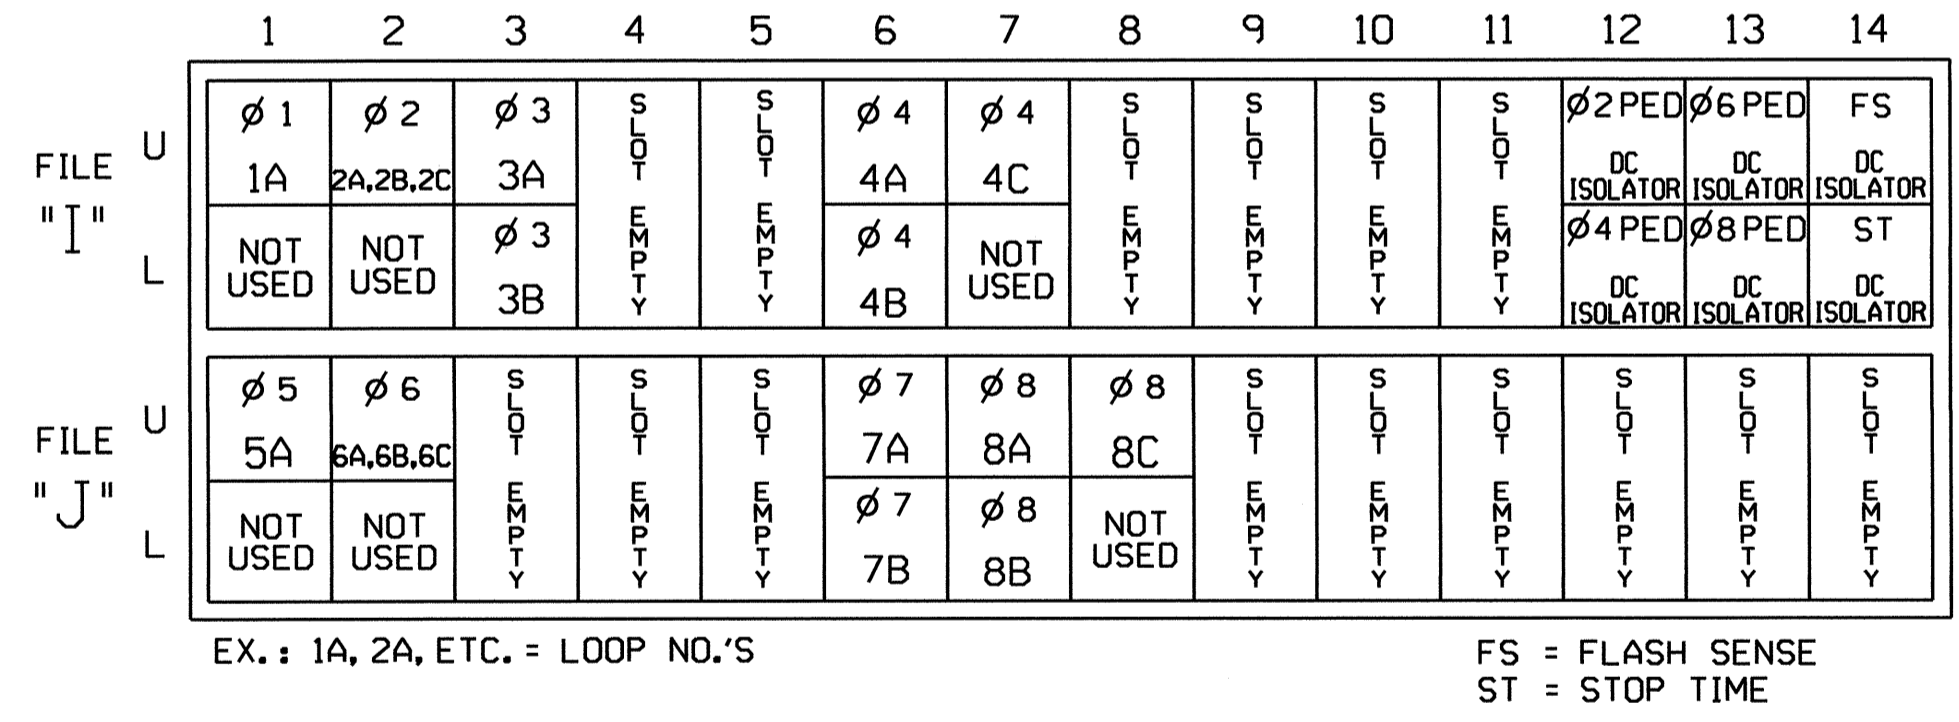 1 2 3 4 5 6 7 8 9 10 11 12 13 14
FILE "I"
U
L
ø 1
1A
ø 2
2A,2B,2C
ø 3
3A
SLOT EMPTY
SLOT EMPTY
ø 4
4A
ø 4
4C
SLOT EMPTY
SLOT EMPTY
SLOT EMPTY
SLOT EMPTY
ø2 PED
DC
ISOLATOR
ø6 PED
DC
ISOLATOR
FS
DC
ISOLATOR
NOT
USED
NOT
USED
ø 3
3B
ø 4
4B
NOT
USED
ø4 PED
DC
ISOLATOR
ø8 PED
DC
ISOLATOR
ST
DC
ISOLATOR
FILE "J"
U
L
ø 5
5A
ø 6
6A,6B,6C
SLOT EMPTY
SLOT EMPTY
SLOT EMPTY
ø 7
7A
ø 8
8A
ø 8
8C
SLOT EMPTY
SLOT EMPTY
SLOT EMPTY
SLOT EMPTY
SLOT EMPTY
SLOT EMPTY
NOT
USED
NOT
USED
ø 7
7B
ø 8
8B
NOT
USED
EX.: 1A, 2A, ETC. = LOOP NO.'S
FS = FLASH SENSE
ST = STOP TIME